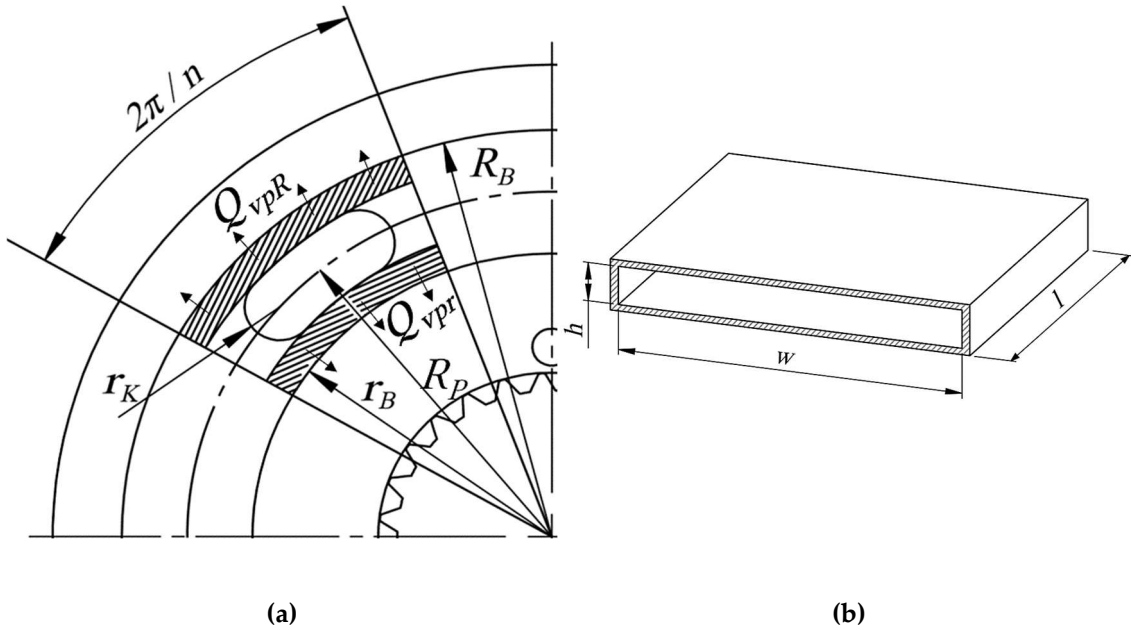 2π / n
R_B
Q_vpR
Q_vpr
r_K
r_B
R_P
h
w
l
(a)
(b)